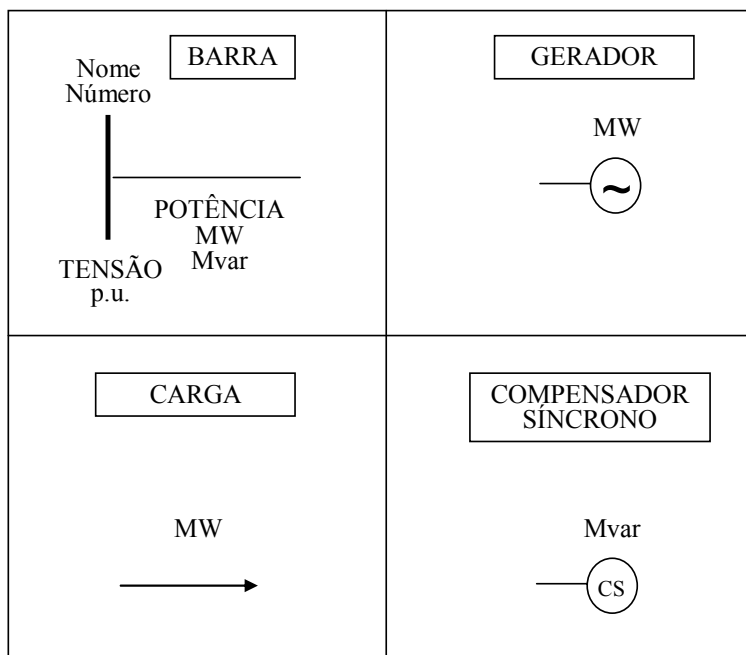 BARRA
Nome
Número
POTÊNCIA
MW
Mvar
TENSÃO
p.u.
GERADOR
MW
~
CARGA
MW
COMPENSADOR
SÍNCRONO
Mvar
CS